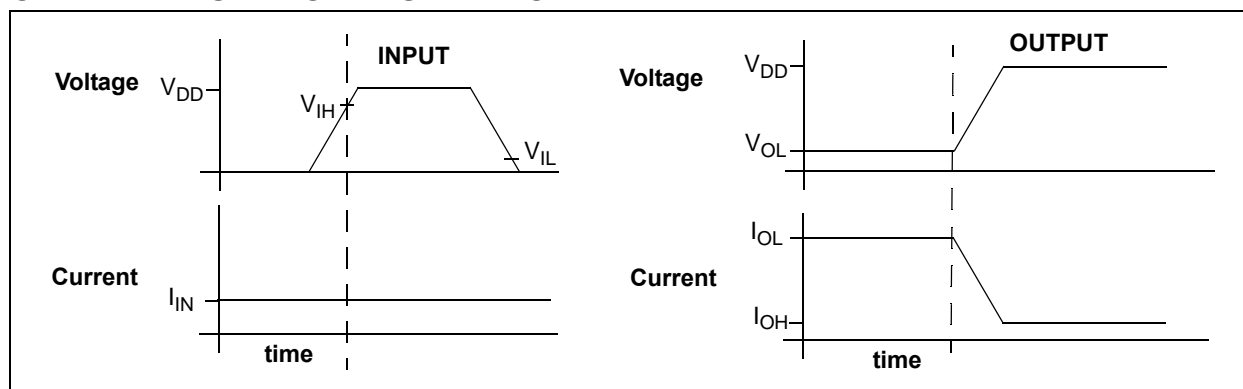 INPUT
Voltage
VDD
VIH
VIL
Current
IIN
time
OUTPUT
Voltage
VDD
VOL
IOL
Current
IOH
time